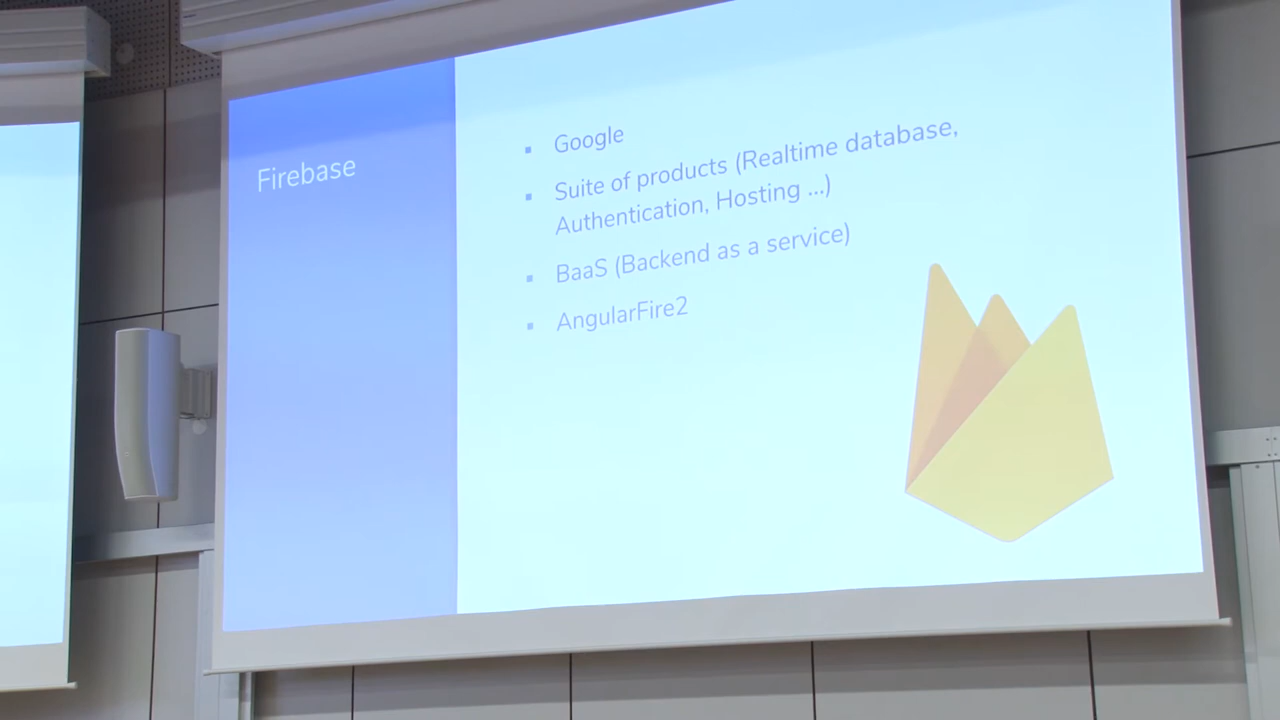 Firebase
Google
Suite of products (Realtime database,
Authentication, Hosting ...)
BaaS (Backend as a service)
AngularFire2